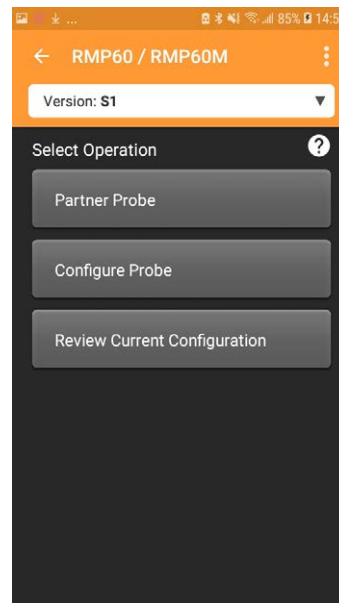 ... 85% 14:5
RMP60 / RMP60M
Version: S1
Select Operation
?
Partner Probe
Configure Probe
Review Current Configuration